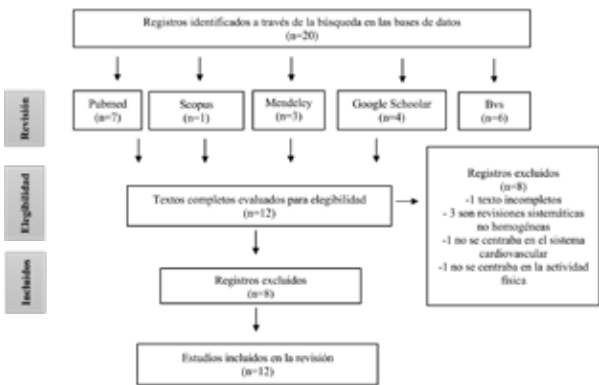 Registros identificados a través de la búsqueda en las bases de datos
(n=20)
Revisión
Pubmed
(n=7)
Scopus
(n=1)
Mendeley
(n=3)
Google Schoolar
(n=4)
Bvs
(n=6)
Elegibilidad
Textos completos evaluados para elegibilidad
(n=12)
Registros excluidos
(n=8)
-1 texto incompletos
- 3 son revisiones sistemáticas
no homogéneas
-1 no se centraba en el sistema
cardiovascular
-1 no se centraba en la actividad
física
Incluidos
Registros excluidos
(n=8)
Estudios incluidos en la revisión
(n=12)